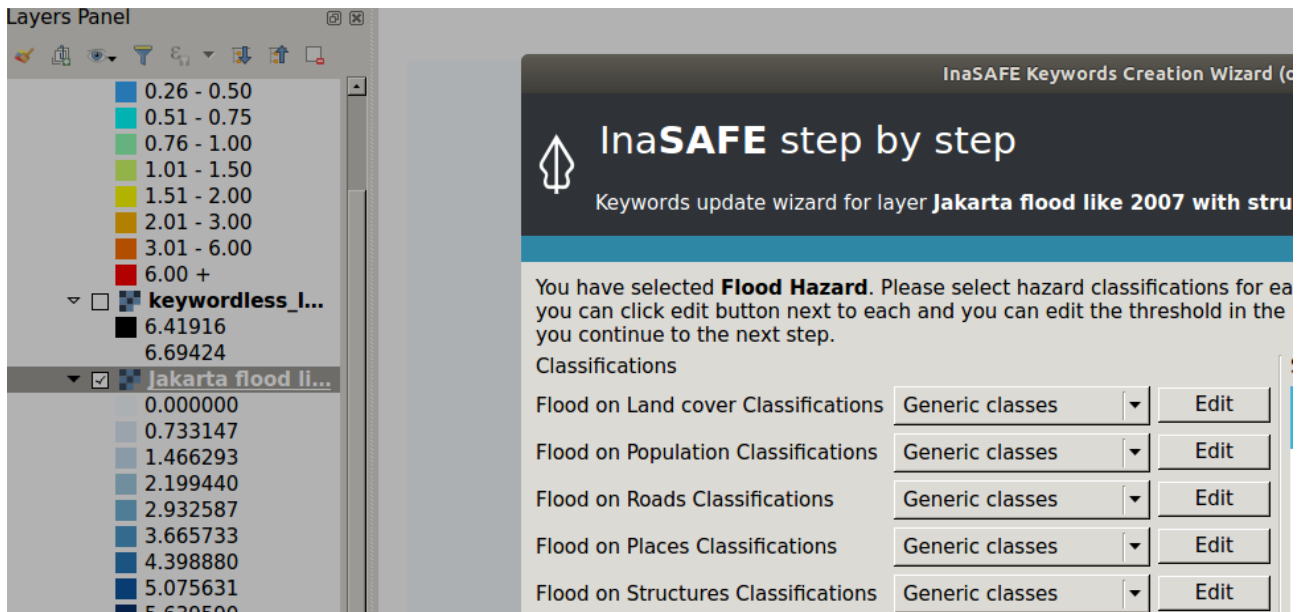 Layers Panel
0.26 - 0.50
0.51 - 0.75
0.76 - 1.00
1.01 - 1.50
1.51 - 2.00
2.01 - 3.00
3.01 - 6.00
6.00 +
keywordless_l...
6.41916
6.69424
Jakarta flood li...
0.000000
0.733147
1.466293
2.199440
2.932587
3.665733
4.398880
5.075631
InaSAFE Keywords Creation Wizard (
InaSAFE step by step
Keywords update wizard for layer Jakarta flood like 2007 with stru
You have selected Flood Hazard. Please select hazard classifications for ea
you can click edit button next to each and you can edit the threshold in the
you continue to the next step.
Classifications
Flood on Land cover Classifications Generic classes Edit
Flood on Population Classifications Generic classes Edit
Flood on Roads Classifications Generic classes Edit
Flood on Places Classifications Generic classes Edit
Flood on Structures Classifications Generic classes Edit